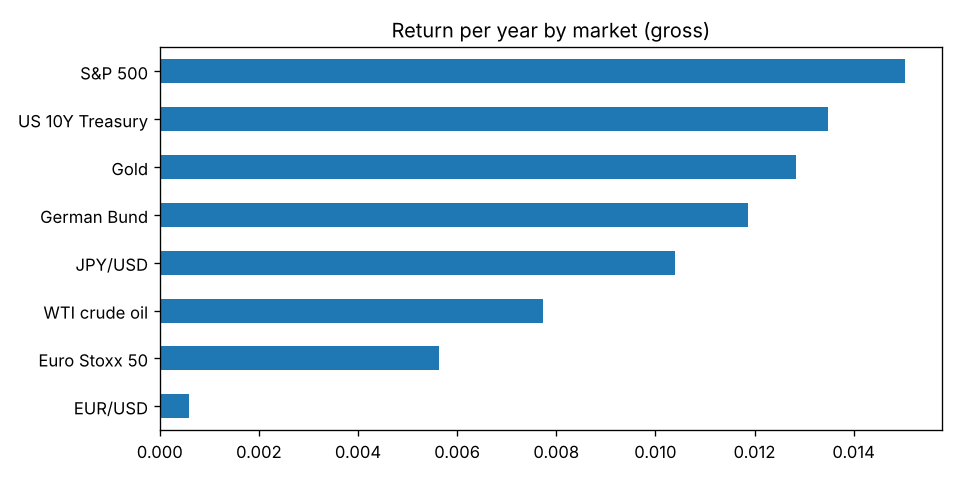 Return per year by market (gross)
S&P 500
US 10Y Treasury
Gold
German Bund
JPY/USD
WTI crude oil
Euro Stoxx 50
EUR/USD
0.000 0.002 0.004 0.006 0.008 0.010 0.012 0.014